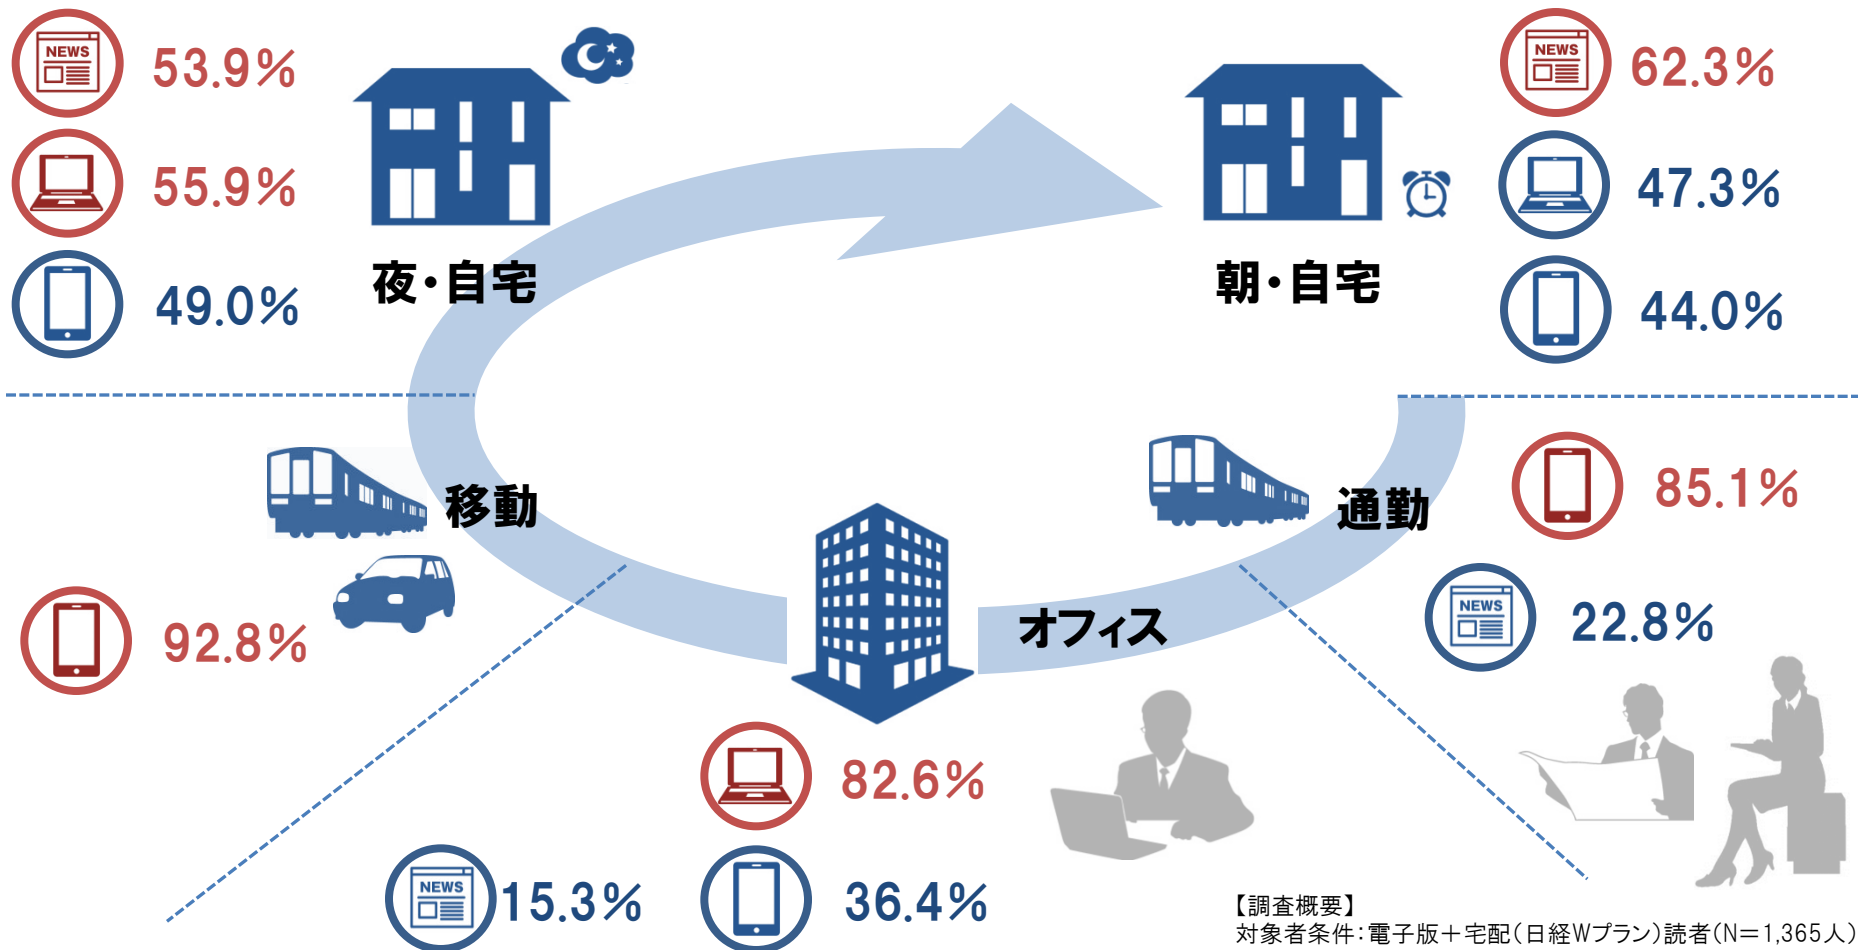 NEWS
53.9%
55.9%
49.0%
夜・自宅
朝・自宅
NEWS
62.3%
47.3%
44.0%
移動
92.8%
通勤
85.1%
NEWS
22.8%
オフィス
82.6%
NEWS
15.3%
36.4%
【調査概要】
対象者条件:電子版+宅配(日経Wプラン)読者(N=1,365人)